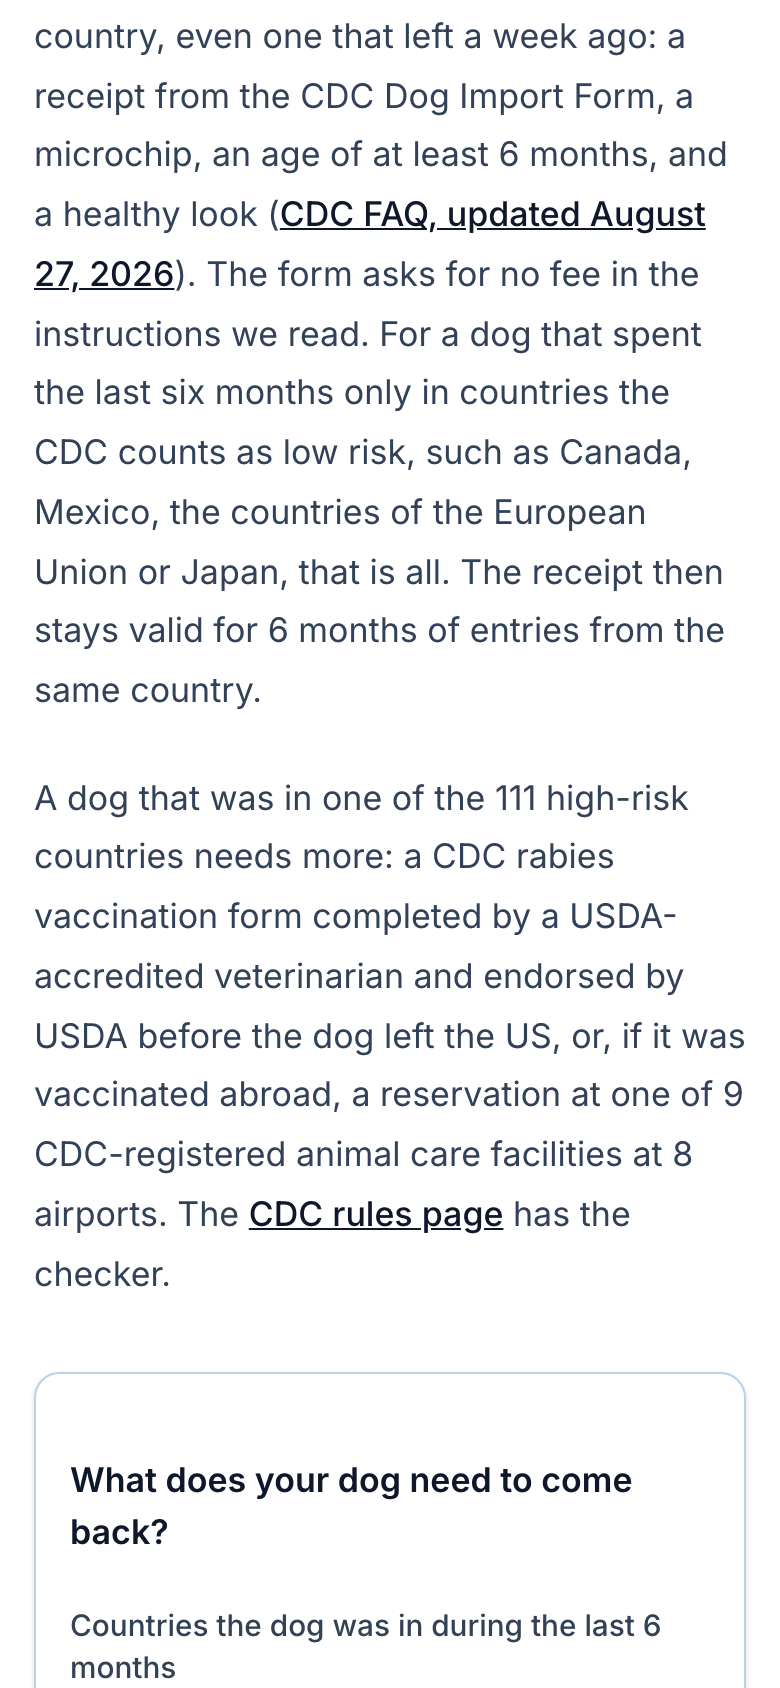 country, even one that left a week ago: a
receipt from the CDC Dog Import Form, a
microchip, an age of at least 6 months, and
a healthy look (CDC FAQ, updated August
27, 2026). The form asks for no fee in the
instructions we read. For a dog that spent
the last six months only in countries the
CDC counts as low risk, such as Canada,
Mexico, the countries of the European
Union or Japan, that is all. The receipt then
stays valid for 6 months of entries from the
same country.
A dog that was in one of the 111 high-risk
countries needs more: a CDC rabies
vaccination form completed by a USDA-
accredited veterinarian and endorsed by
USDA before the dog left the US, or, if it was
vaccinated abroad, a reservation at one of 9
CDC-registered animal care facilities at 8
airports. The CDC rules page has the
checker.
What does your dog need to come
back?
Countries the dog was in during the last 6
months